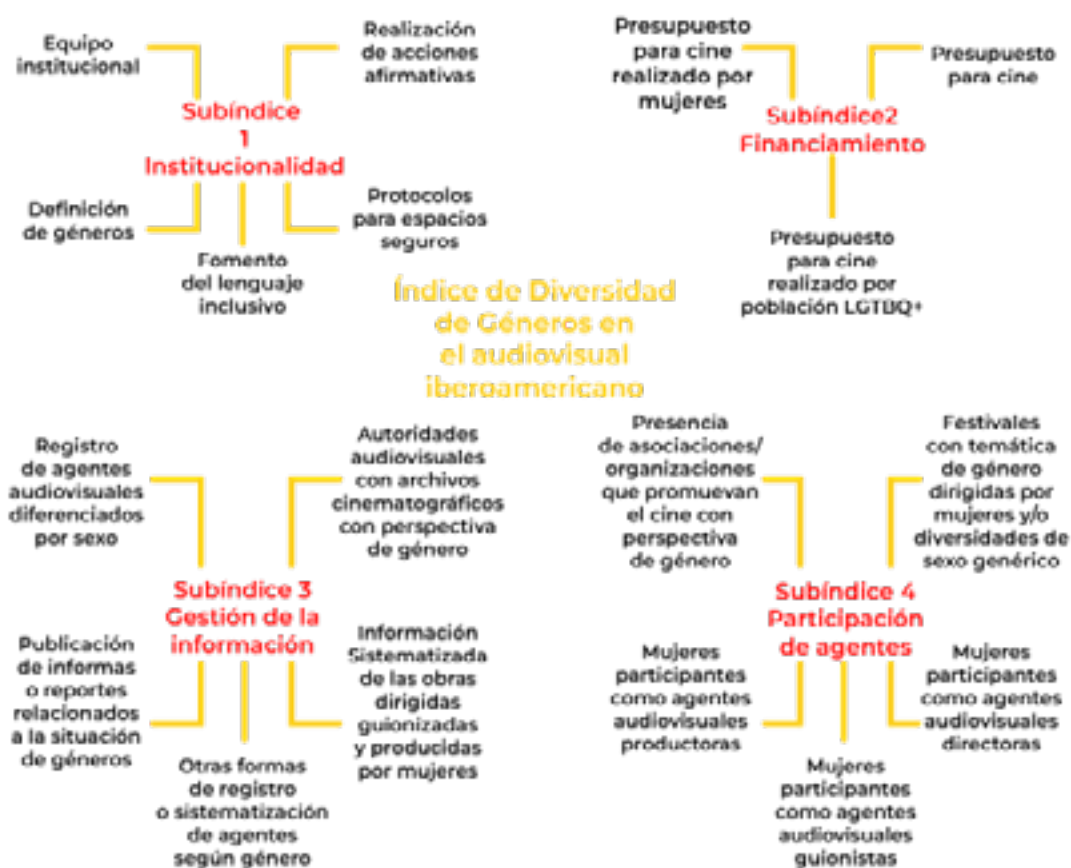 Equipo
institucional
Realización
de acciones
afirmativas
Subíndice
1
Institucionalidad
Definición
de géneros
Fomento
del lenguaje
inclusivo
Protocolos
para espacios
seguros
Presupuesto
para cine
realizado por
mujeres
Presupuesto
para cine
Subíndice2
Financiamiento
Presupuesto
para cine
realizado por
población LGTBQ+
Índice de Diversidad
de Géneros en
el audiovisual
iberoamericano
Registro
de agentes
audiovisuales
diferenciados
por sexo
Autoridades
audiovisuales
con archivos
cinematográficos
con perspectiva
de género
Subíndice 3
Gestión de la
información
Publicación
de informas
o reportes
relacionados
a la situación
de géneros
Otras formas
de registro
o sistematización
de agentes
según género
Información
Sistematizada
de las obras
dirigidas
guionizadas
y producidas
por mujeres
Presencia
de asociaciones/
organizaciones
que promuevan
el cine con
perspectiva
de género
Festivales
con temática
de género
dirigidas por
mujeres y/o
diversidades de
sexo genérico
Subíndice 4
Participación
de agentes
Mujeres
participantes
como agentes
audiovisuales
productoras
Mujeres
participantes
como agentes
audiovisuales
guionistas
Mujeres
participantes
como agentes
audiovisuales
directoras